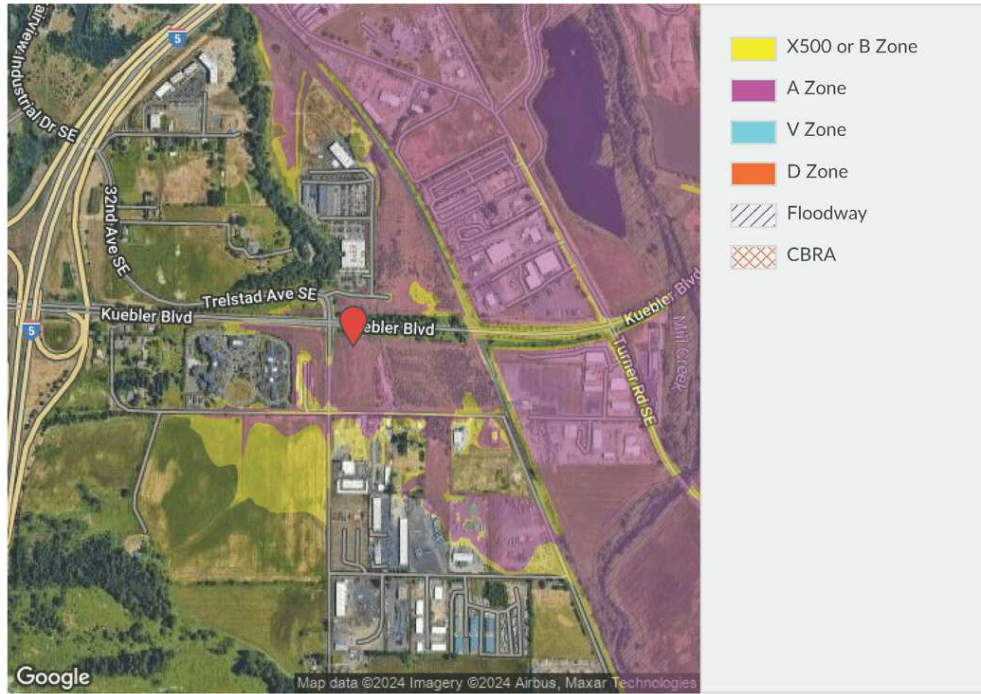 airview Industrial Dr SE
5
X500 or B Zone
A Zone
V Zone
D Zone
Floodway
CBRA
32nd Ave SE
Trelstad Ave SE
Kuebler Blvd
ebler Blvd
Kuebler Blvd
5
Mill Creek
Turner Rd SE
Google
Map data ©2024 Imagery ©2024 Airbus, Maxar Technologies